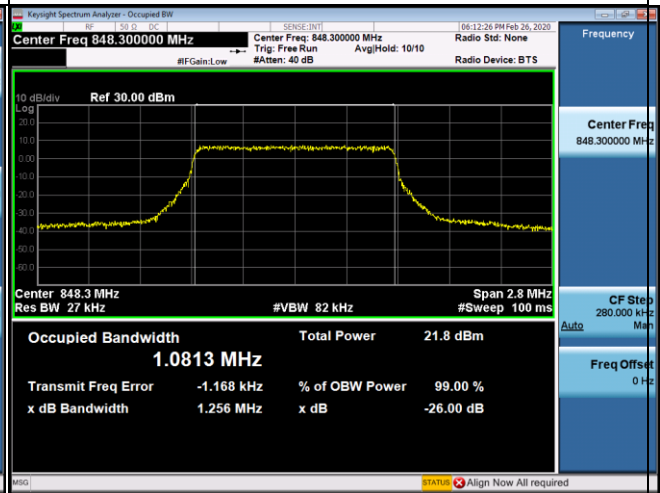 Keysight Spectrum Analyzer - Occupied BW
RF 50 Ω DC SENSE:INT 06:12:26 PM Feb 26, 2020
Center Freq 848.300000 MHz
Center Freq: 848.300000 MHz Radio Std: None
Trig: Free Run Avg|Hold: 10/10
#IFGain:Low #Atten: 40 dB Radio Device: BTS
Frequency
10 dB/div Ref 30.00 dBm
Log
20.0
10.0
0.00
-10.0
-20.0
-30.0
-40.0
-50.0
-60.0
Center Freq
848.300000 MHz
Center 848.3 MHz Span 2.8 MHz
Res BW 27 kHz #VBW 82 kHz #Sweep 100 ms
CF Step
280.000 kHz
Auto Man
Occupied Bandwidth Total Power 21.8 dBm
1.0813 MHz
Transmit Freq Error -1.168 kHz % of OBW Power 99.00 %
x dB Bandwidth 1.256 MHz x dB -26.00 dB
Freq Offset
0 Hz
MSG STATUS Align Now All required